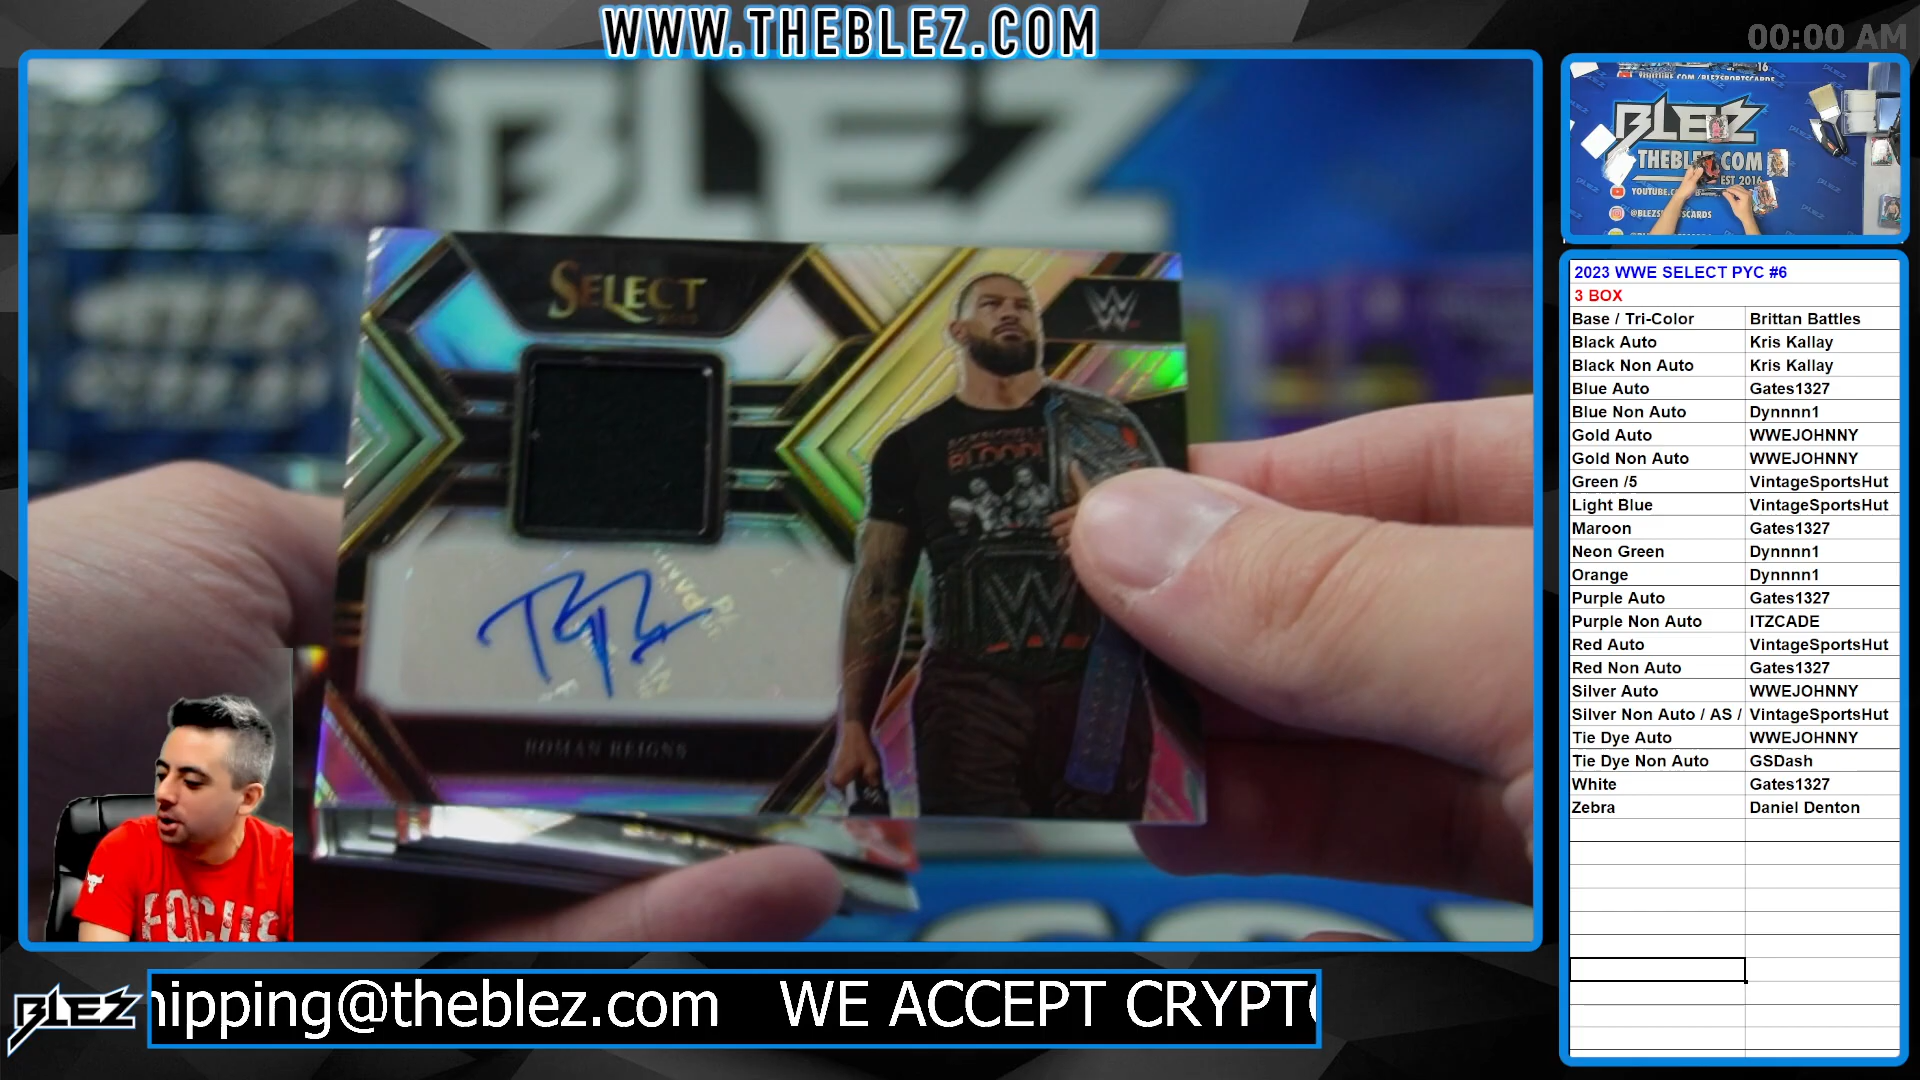 WWW.THEBLEZ.COM
00:00 AM
BLEZ
SELECT
W
BLOODLINE
ROMAN REIGNS
FOCUS
BLEZ
THEBLEZ.COM
EST 2016
2023 WWE SELECT PYC #6
3 BOX
Base / Tri-Color Brittan Battles
Black Auto Kris Kallay
Black Non Auto Kris Kallay
Blue Auto Gates1327
Blue Non Auto Dynnnn1
Gold Auto WWEJOHNNY
Gold Non Auto WWEJOHNNY
Green /5 VintageSportsHut
Light Blue VintageSportsHut
Maroon Gates1327
Neon Green Dynnnn1
Orange Dynnnn1
Purple Auto Gates1327
Purple Non Auto ITZCADE
Red Auto VintageSportsHut
Red Non Auto Gates1327
Silver Auto WWEJOHNNY
Silver Non Auto / AS / VintageSportsHut
Tie Dye Auto WWEJOHNNY
Tie Dye Non Auto GSDash
White Gates1327
Zebra Daniel Denton
BLEZ
hipping@theblez.com WE ACCEPT CRYPTO